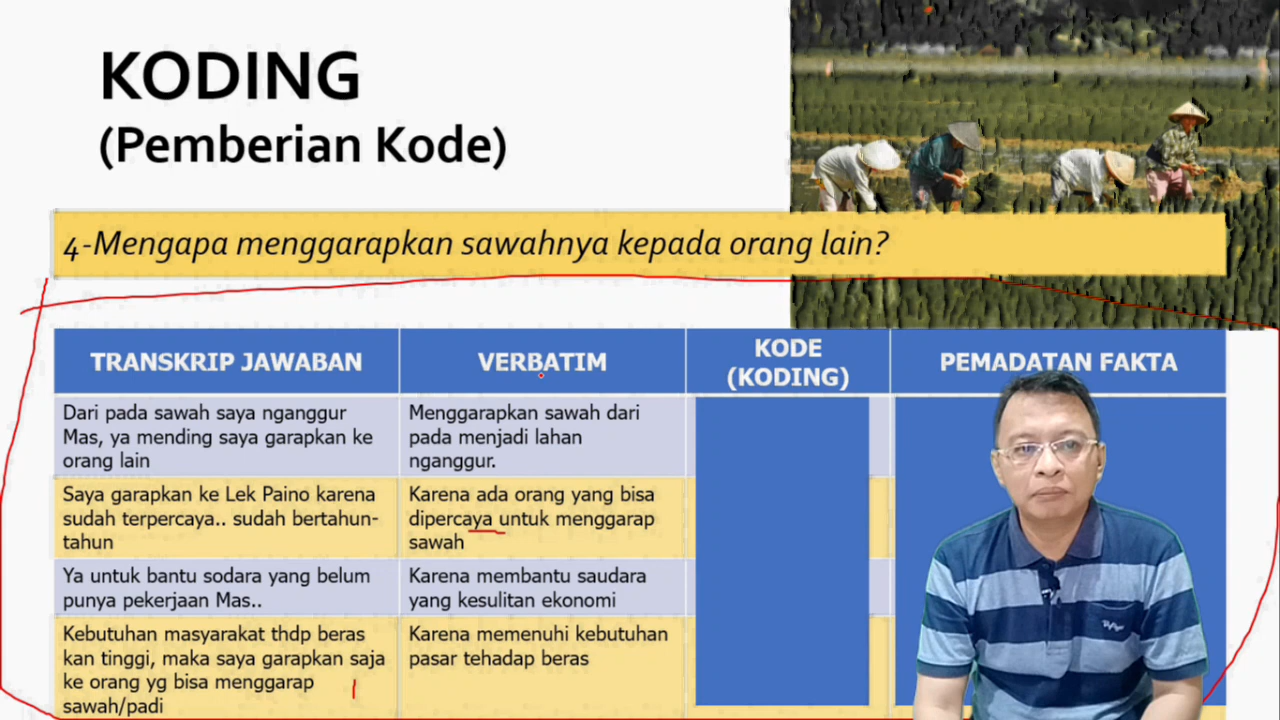 KODING
(Pemberian Kode)
4-Mengapa menggarapkan sawahnya kepada orang lain?
TRANSKRIP JAWABAN
VERBATIM
KODE
(KODING)
PEMADATAN FAKTA
Dari pada sawah saya nganggur
Mas, ya mending saya garapkan ke
orang lain
Menggarapkan sawah dari
pada menjadi lahan
nganggur.
Saya garapkan ke Lek Paino karena
sudah terpercaya.. sudah bertahun-
tahun
Karena ada orang yang bisa
dipercaya untuk menggarap
sawah
Ya untuk bantu sodara yang belum
punya pekerjaan Mas..
Karena membantu saudara
yang kesulitan ekonomi
Kebutuhan masyarakat thdp beras
kan tinggi, maka saya garapkan saja
ke orang yg bisa menggarap
sawah/padi
Karena memenuhi kebutuhan
pasar tehadap beras